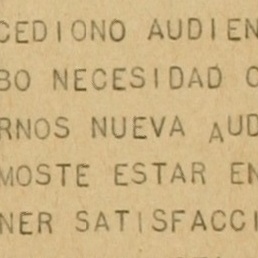 CEDIONO AUDIEN
BO NECESIDAD
RNOS NUEVA AUD
MOSTE ESTAR EN
NER SATISFACCI